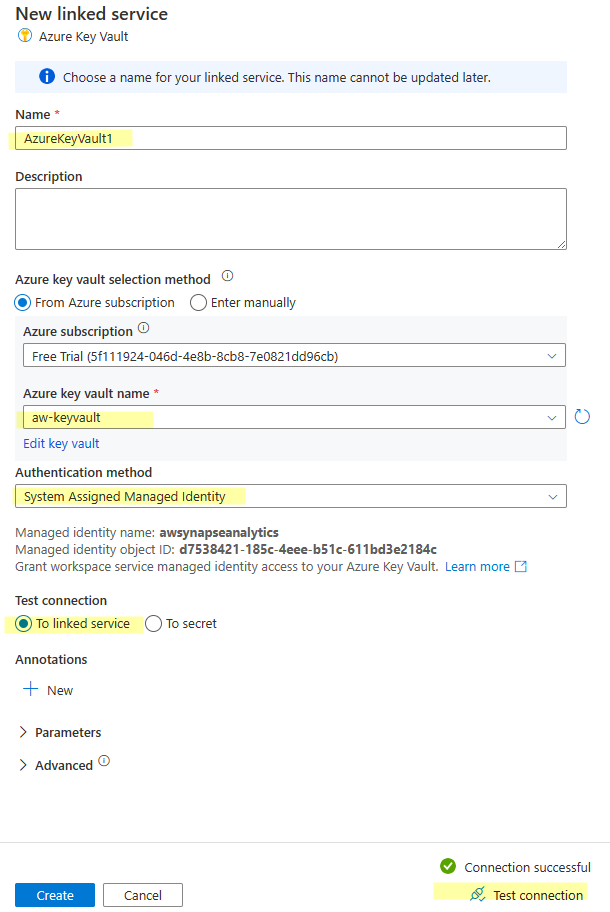 New linked service
Azure Key Vault
Choose a name for your linked service. This name cannot be updated later.
Name *
AzureKeyVault1
Description
Azure key vault selection method
From Azure subscription Enter manually
Azure subscription
Free Trial (5f111924-046d-4e8b-8cb8-7e0821dd96cb)
Azure key vault name *
aw-keyvault
Edit key vault
Authentication method
System Assigned Managed Identity
Managed identity name: awsynapseanalytics
Managed identity object ID: d7538421-185c-4eee-b51c-611bd3e2184c
Grant workspace service managed identity access to your Azure Key Vault. Learn more
Test connection
To linked service To secret
Annotations
New
Parameters
Advanced
Connection successful
Create Cancel Test connection